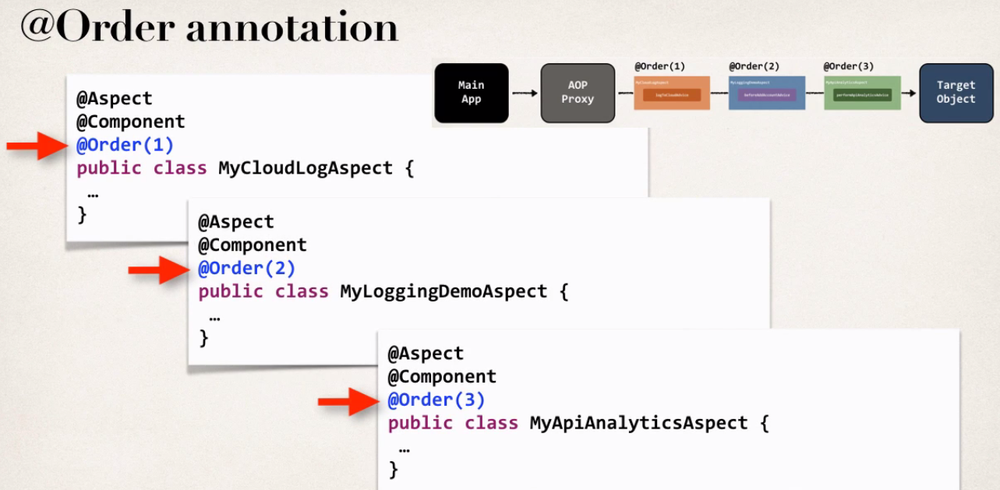 @Order annotation
Main
App
AOP
Proxy
@Order(1)
MyCloudLogAspect
logToCloudAdvice
@Order(2)
MyLoggingDemoAspect
beforeAddAccountAdvice
@Order(3)
MyApiAnalyticsAspect
performApiAnalyticsAdvice
Target
Object
@Aspect
@Component
@Order(1)
public class MyCloudLogAspect {
…
}
@Aspect
@Component
@Order(2)
public class MyLoggingDemoAspect {
…
}
@Aspect
@Component
@Order(3)
public class MyApiAnalyticsAspect {
…
}